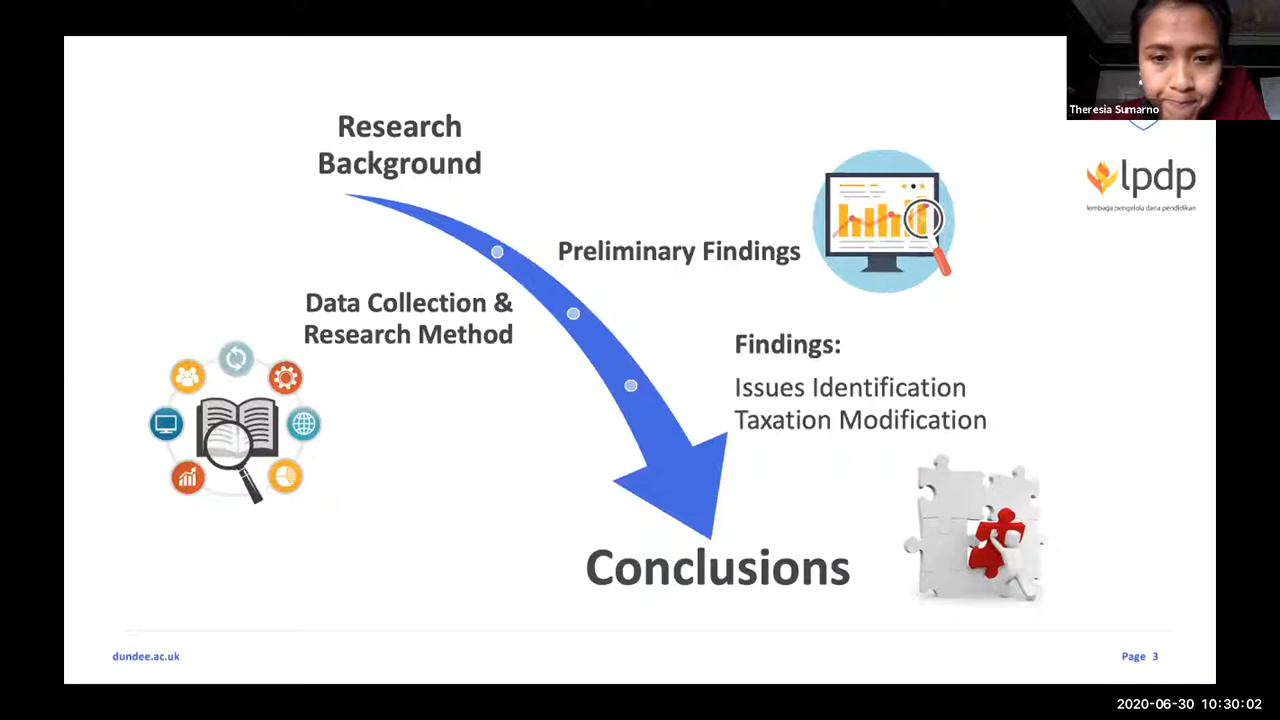 Theresia Sumarno
lpdp
lembaga pengelola dana pendidikan
Research
Background
Preliminary Findings
Data Collection &
Research Method
Findings:
Issues Identification
Taxation Modification
Conclusions
dundee.ac.uk
Page 3
2020-06-30 10:30:02